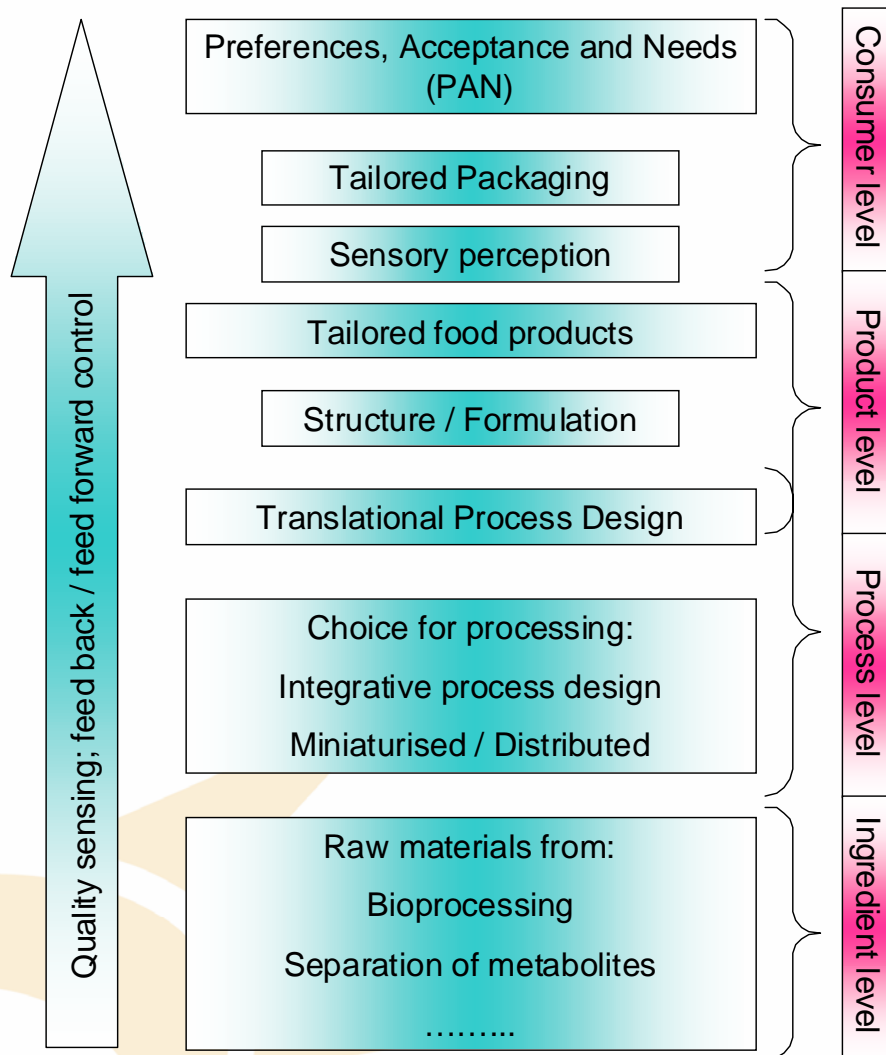 Preferences, Acceptance and Needs
(PAN)
Tailored Packaging
Sensory perception
Tailored food products
Structure / Formulation
Translational Process Design
Choice for processing:
Integrative process design
Miniaturised / Distributed
Raw materials from:
Bioprocessing
Separation of metabolites
……...
Quality sensing; feed back / feed forward control
Consumer level
Product level
Process level
Ingredient level